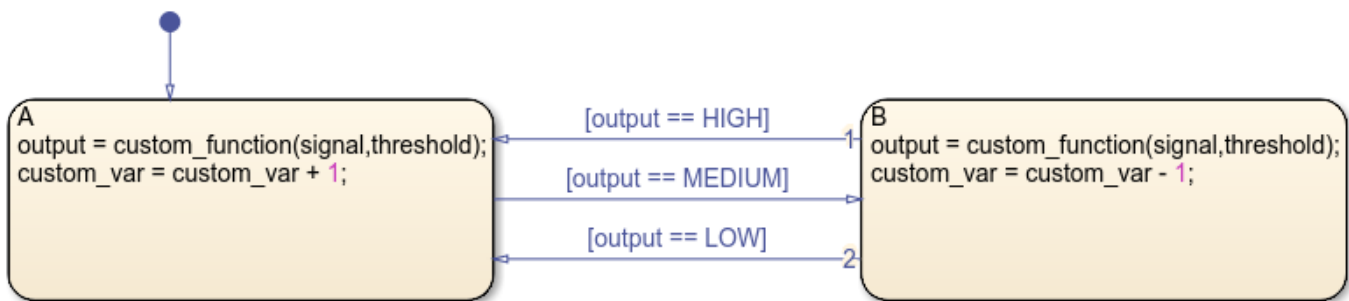 A
output = custom_function(signal,threshold);
custom_var = custom_var + 1;
[output == HIGH]
1
[output == MEDIUM]
[output == LOW]
2
B
output = custom_function(signal,threshold);
custom_var = custom_var - 1;